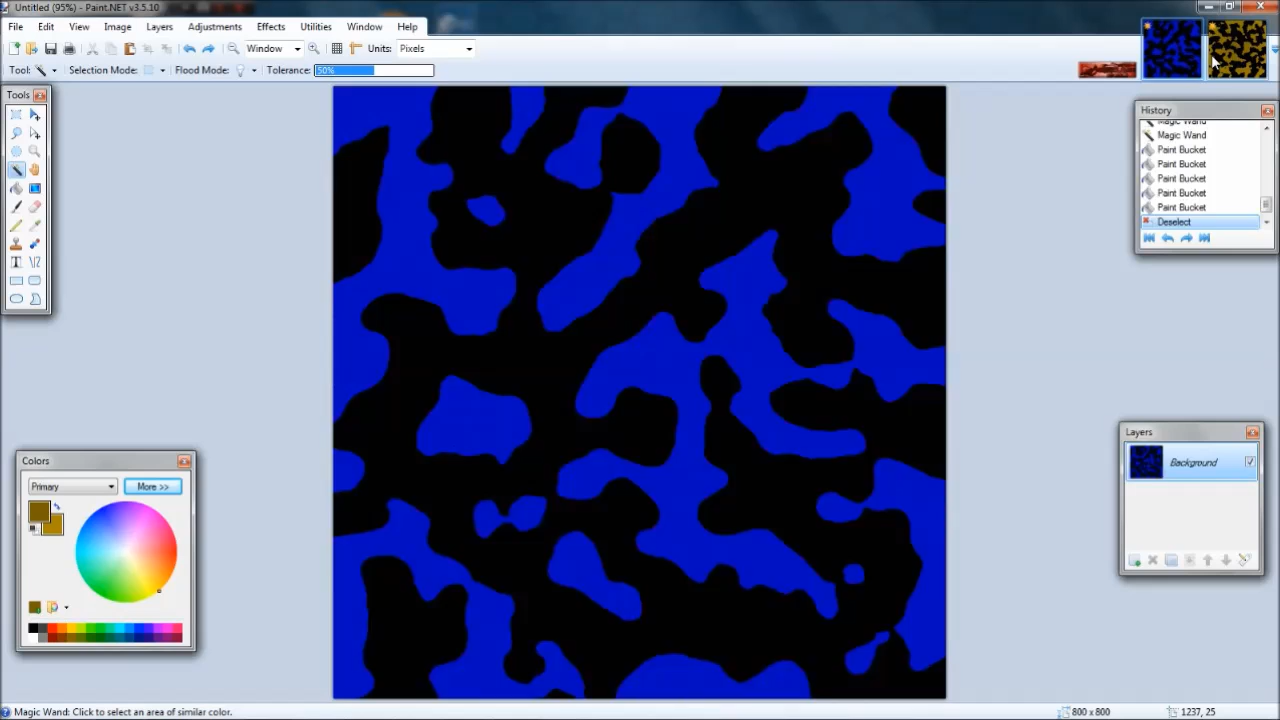 Untitled (95%) - Paint.NET v3.5.10
File Edit View Image Adjustments Effects Utilities Window Help
Window Units: Pixels
Tool: Selection Mode: Flood Mode: Tolerance: 50%
Tools
History
Magic Wand
Magic Wand
Paint Bucket
Paint Bucket
Paint Bucket
Paint Bucket
Paint Bucket
Deselect
Layers
Background
Colors
Primary More >>
Magic Wand: Click to select an area of similar color.
800 x 800
1237, 25